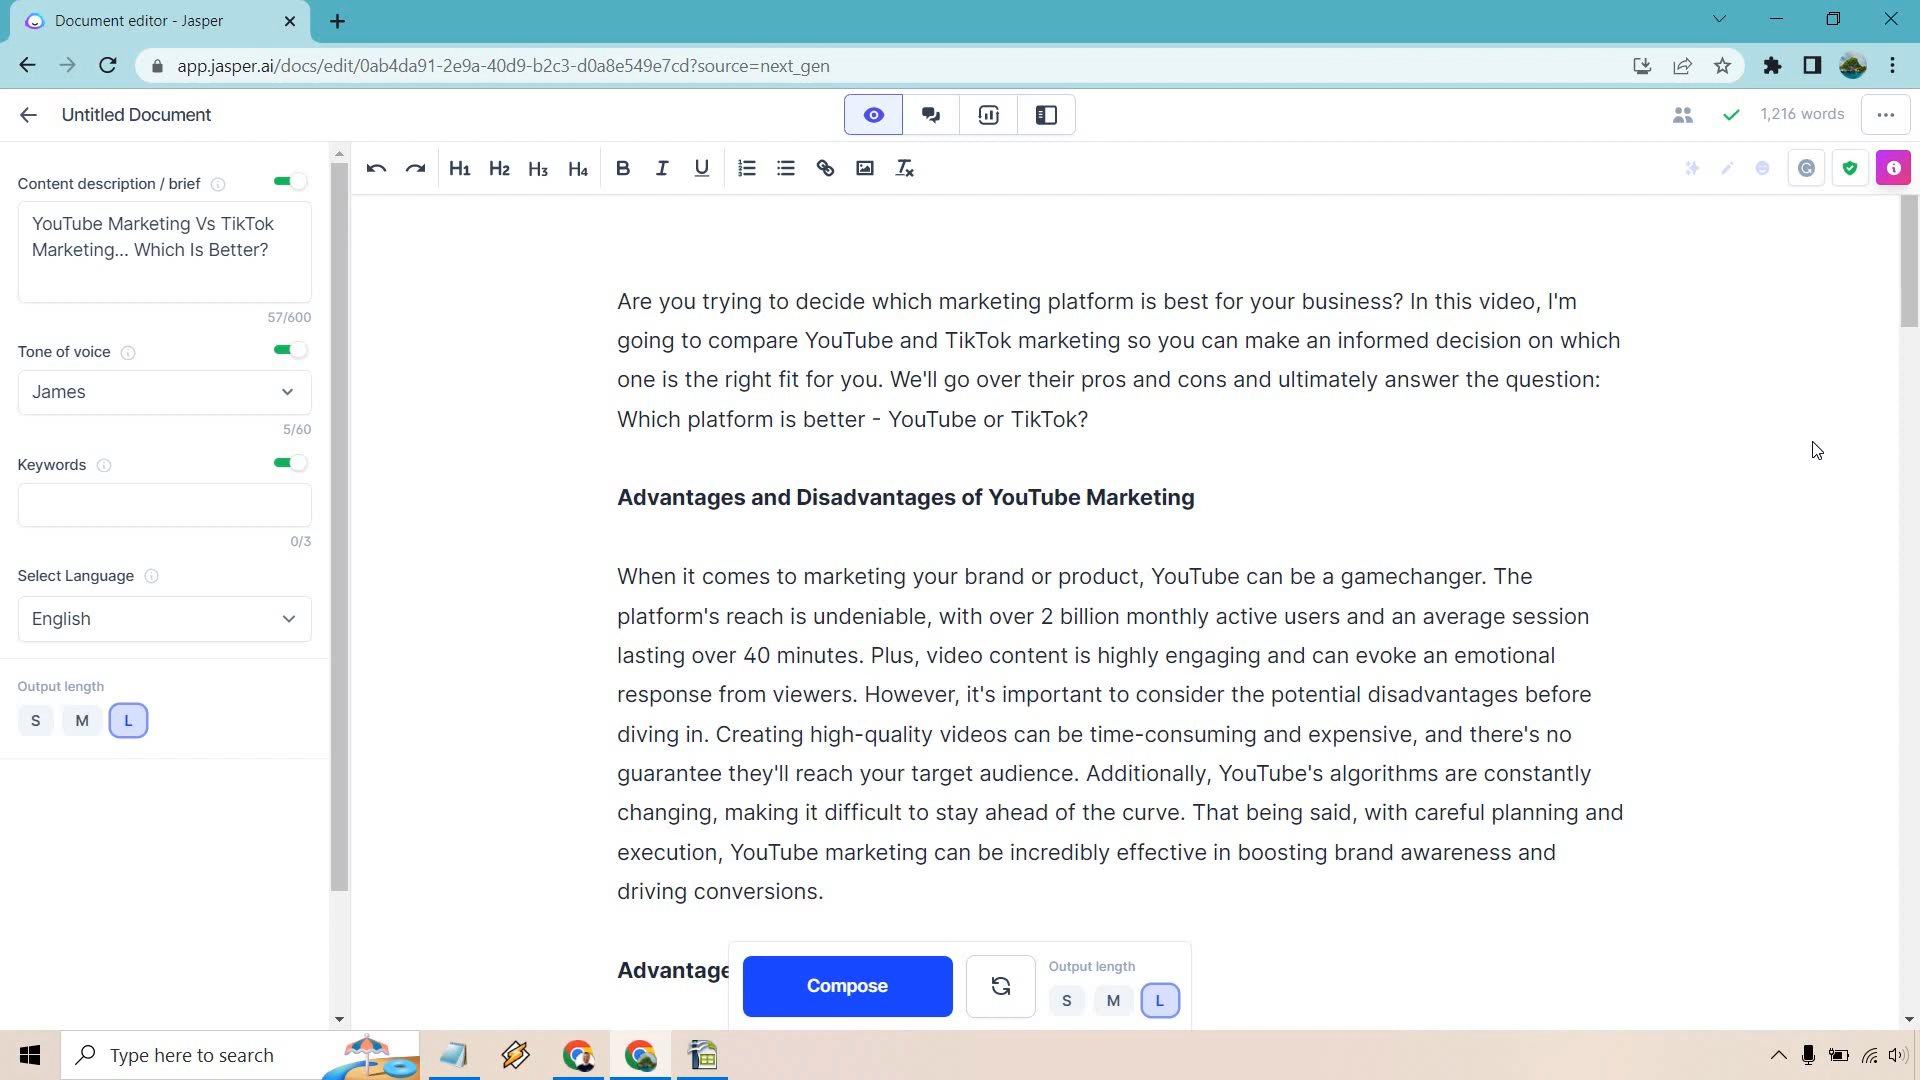 Document editor - Jasper
app.jasper.ai/docs/edit/0ab4da91-2e9a-40d9-b2c3-d0a8e549e7cd?source=next_gen
Untitled Document
1,216 words
H1 H2 H3 H4 B I U
Content description / brief
YouTube Marketing Vs TikTok
Marketing... Which Is Better?
57/600
Tone of voice
James
5/60
Keywords
0/3
Select Language
English
Output length
S M L
Are you trying to decide which marketing platform is best for your business? In this video, I'm
going to compare YouTube and TikTok marketing so you can make an informed decision on which
one is the right fit for you. We'll go over their pros and cons and ultimately answer the question:
Which platform is better - YouTube or TikTok?
Advantages and Disadvantages of YouTube Marketing
When it comes to marketing your brand or product, YouTube can be a gamechanger. The
platform's reach is undeniable, with over 2 billion monthly active users and an average session
lasting over 40 minutes. Plus, video content is highly engaging and can evoke an emotional
response from viewers. However, it's important to consider the potential disadvantages before
diving in. Creating high-quality videos can be time-consuming and expensive, and there's no
guarantee they'll reach your target audience. Additionally, YouTube's algorithms are constantly
changing, making it difficult to stay ahead of the curve. That being said, with careful planning and
execution, YouTube marketing can be incredibly effective in boosting brand awareness and
driving conversions.
Advantage
Compose
Output length
S M L
Type here to search